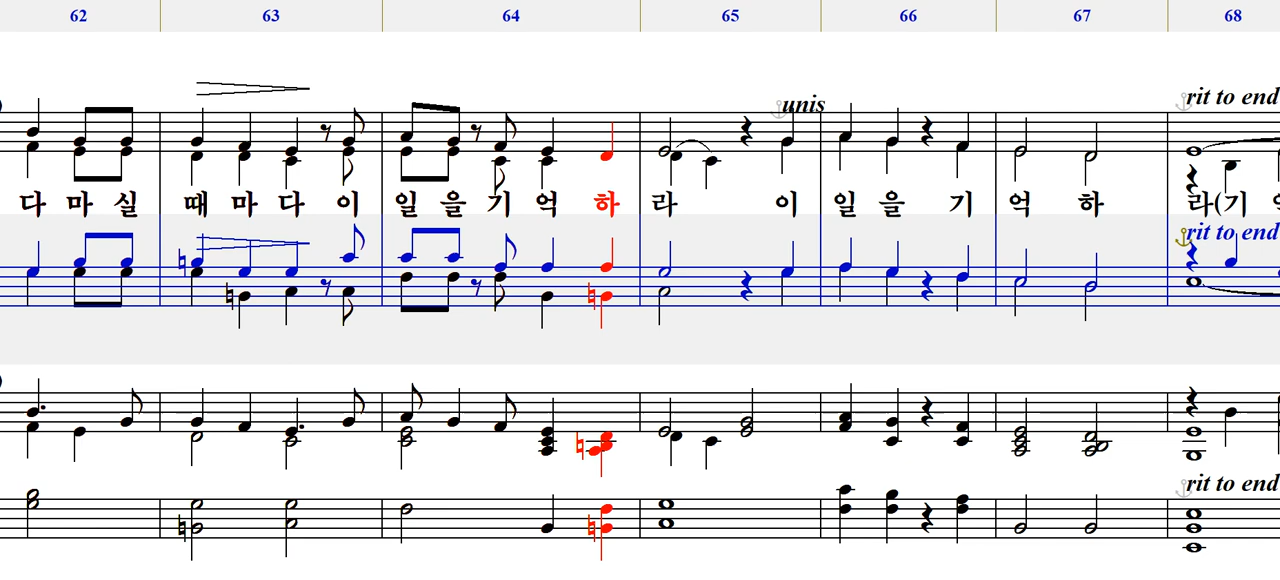 62 63 64 65 66 67 68
rit to end
unis
다 마 실 때 마 다 이 일 을 기 억 하 라 이 일 을 기 억 하 라(기
rit to end
rit to end